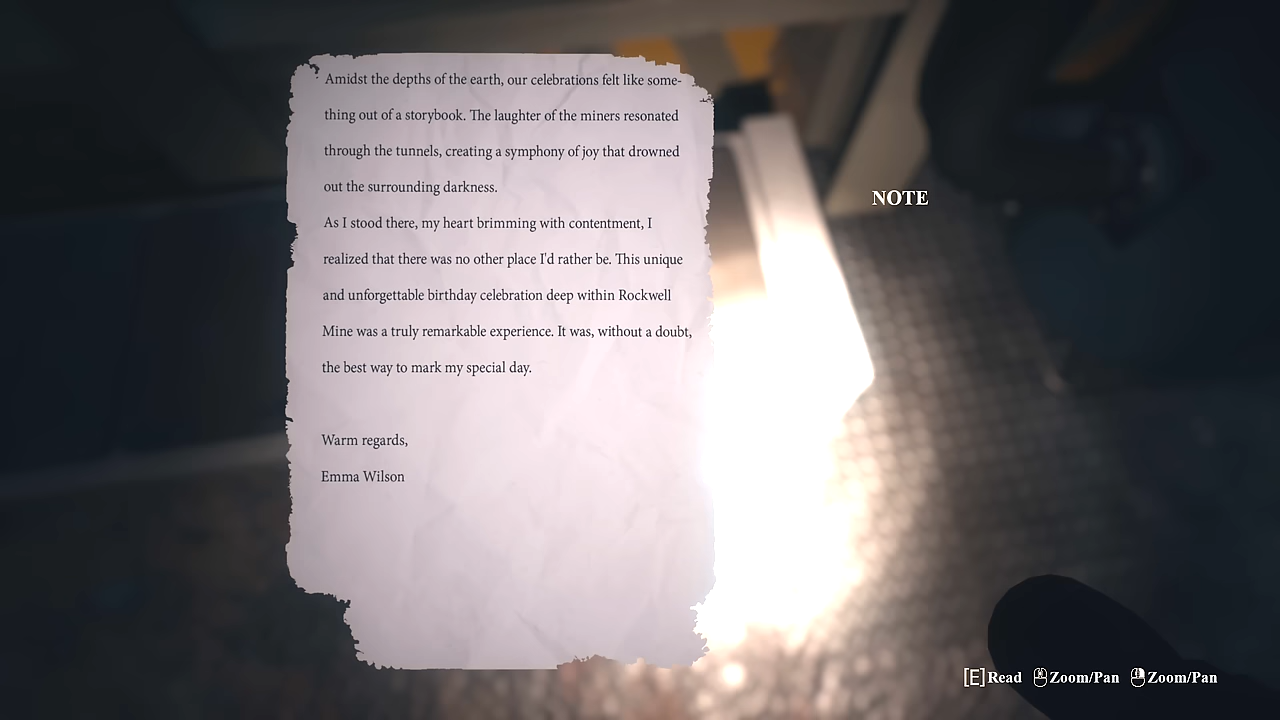 Amidst the depths of the earth, our celebrations felt like some-
thing out of a storybook. The laughter of the miners resonated
through the tunnels, creating a symphony of joy that drowned
out the surrounding darkness.
As I stood there, my heart brimming with contentment, I
realized that there was no other place I'd rather be. This unique
and unforgettable birthday celebration deep within Rockwell
Mine was a truly remarkable experience. It was, without a doubt,
the best way to mark my special day.
Warm regards,
Emma Wilson
NOTE
[E] Read Zoom/Pan Zoom/Pan